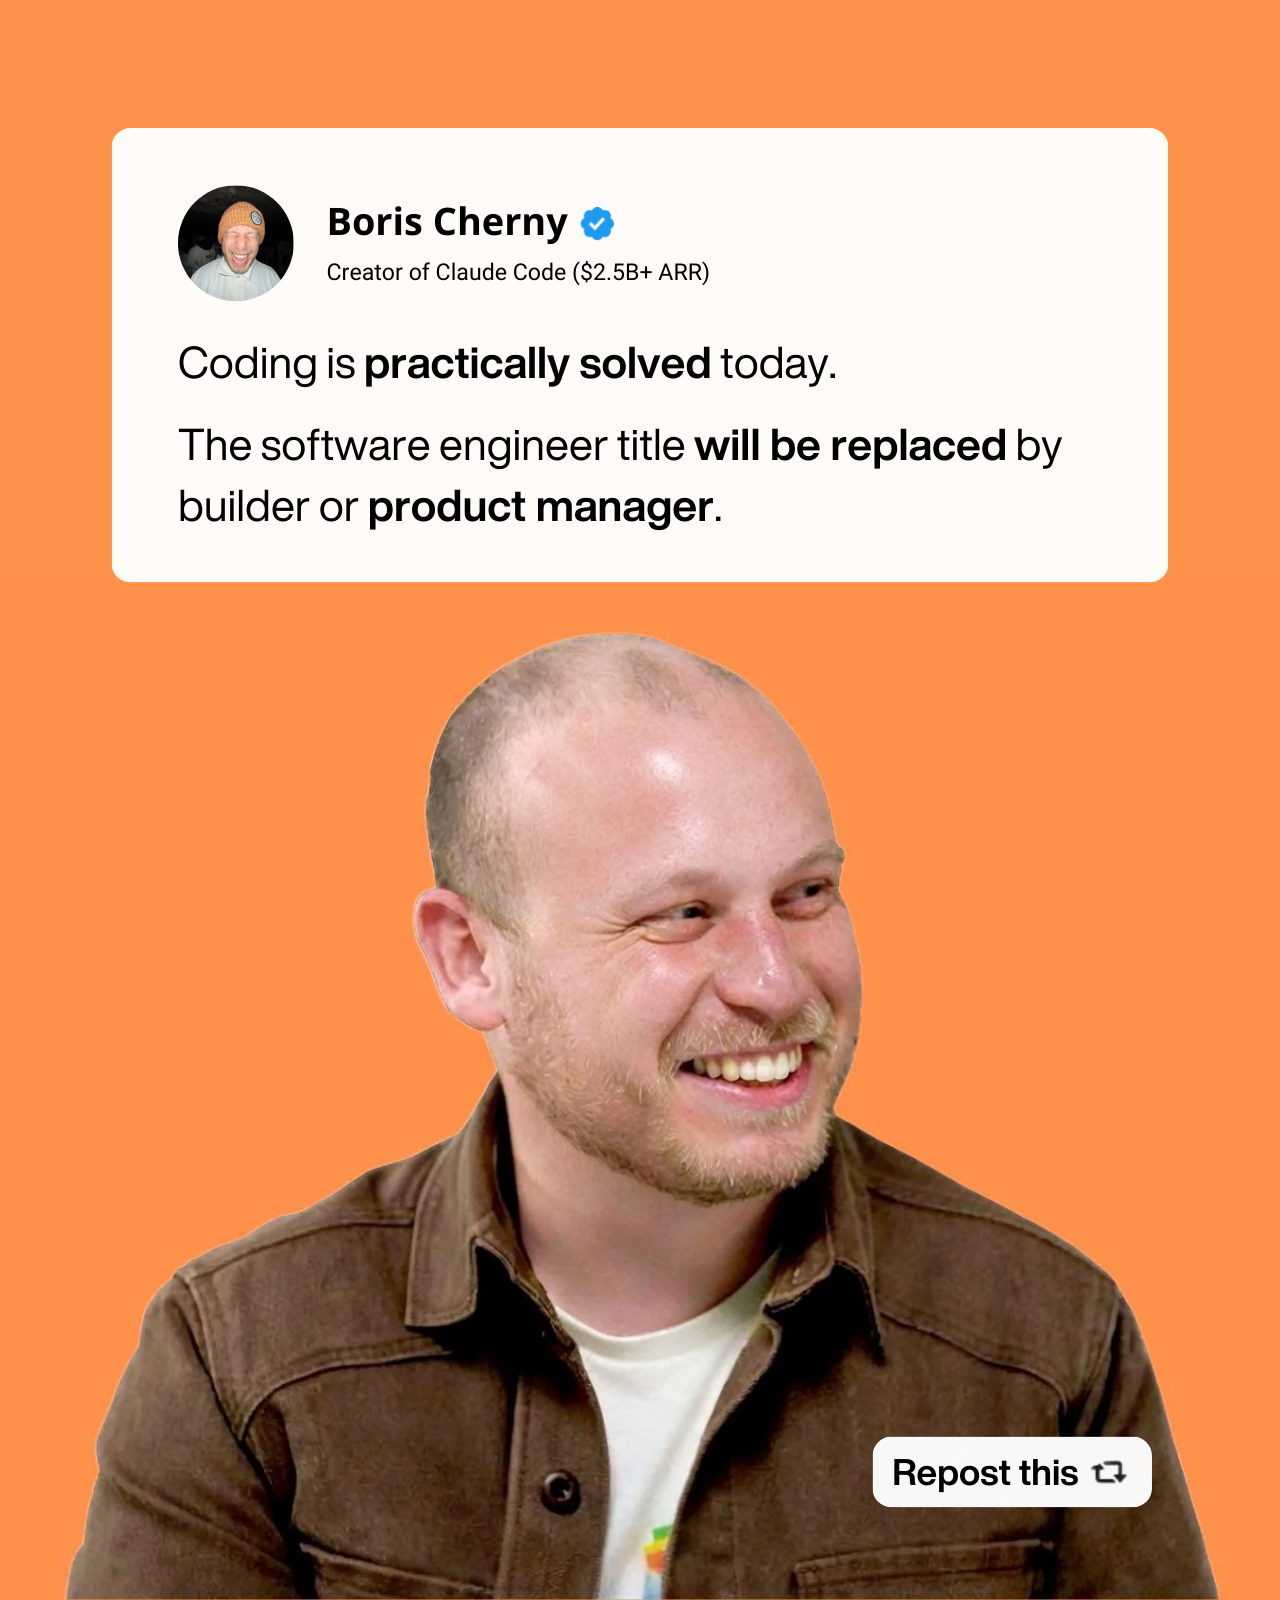 Boris Cherny
Creator of Claude Code ($2.5B+ ARR)
Coding is practically solved today.
The software engineer title will be replaced by
builder or product manager.
Repost this